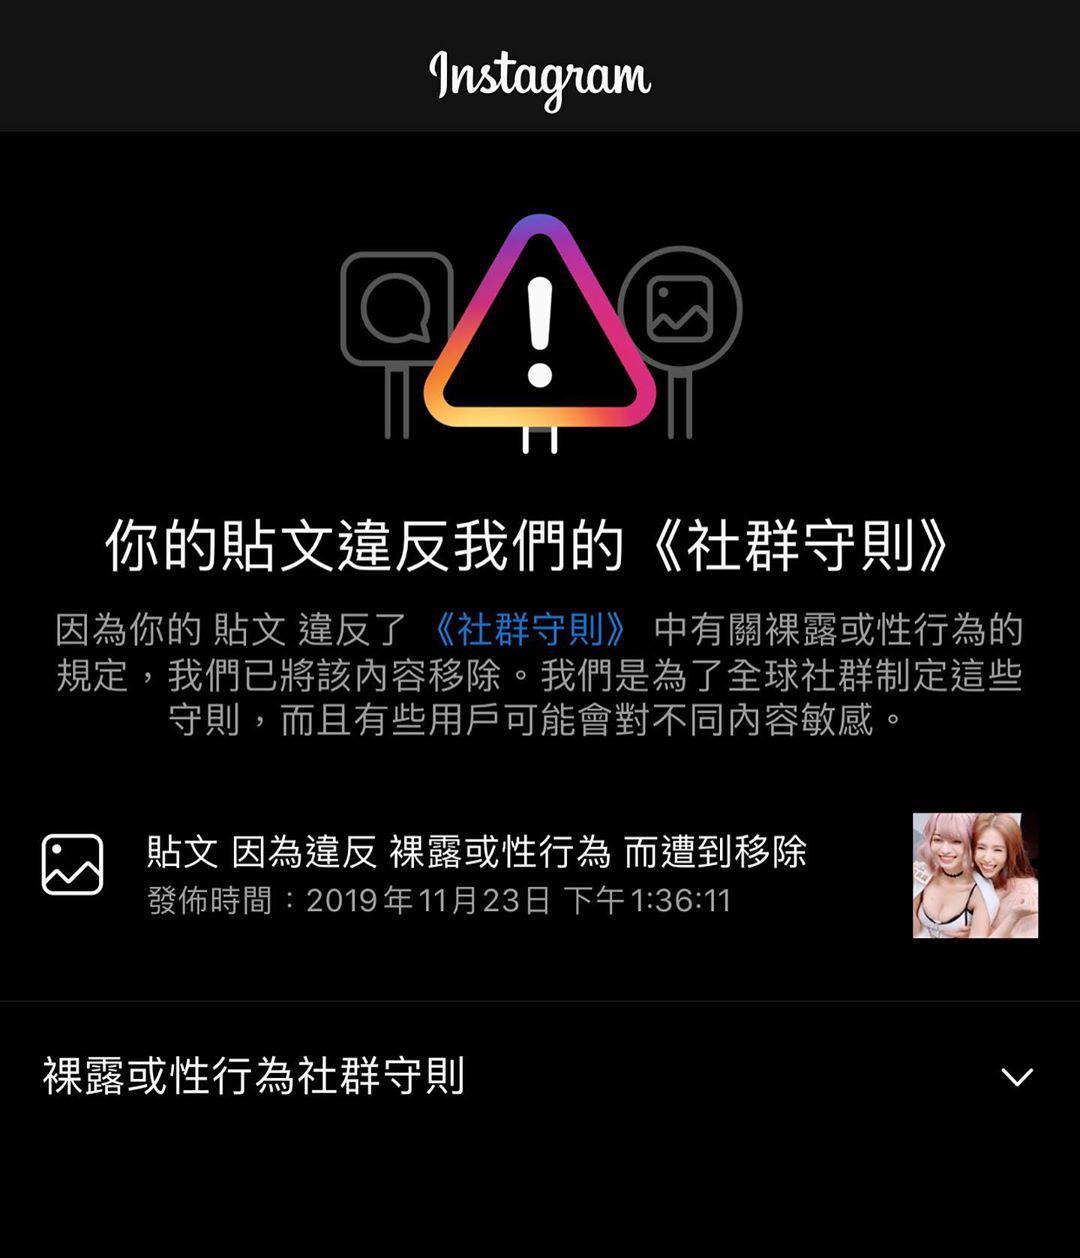 Instagram
你的貼文違反我們的《社群守則》
因為你的 貼文 違反了 《社群守則》 中有關裸露或性行為的
規定，我們已將該內容移除。我們是為了全球社群制定這些
守則，而且有些用戶可能會對不同內容敏感。
貼文 因為違反 裸露或性行為 而遭到移除
發佈時間：2019年11月23日 下午1:36:11
裸露或性行為社群守則